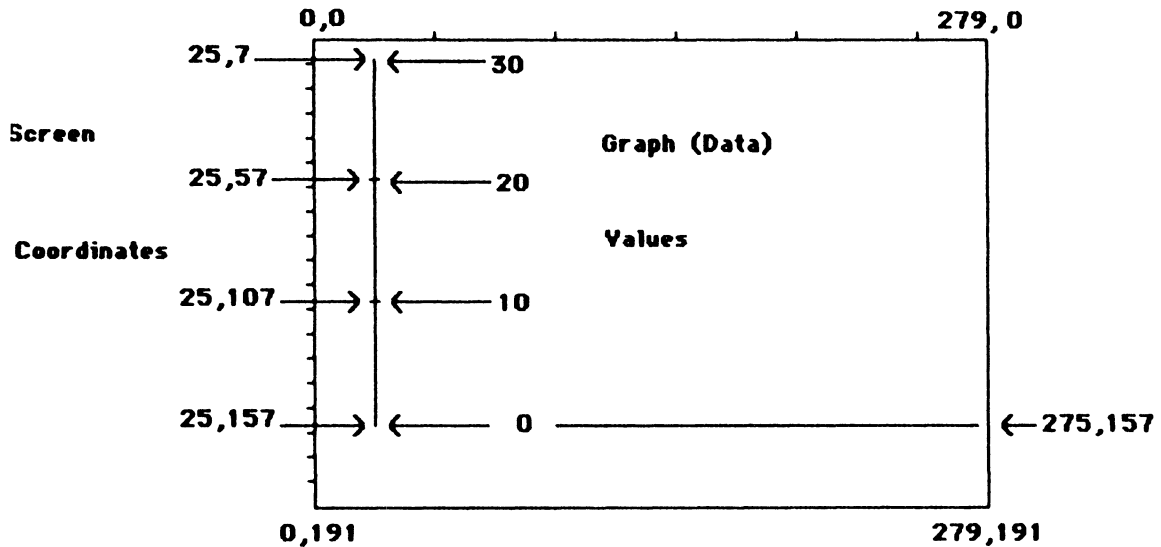 0,0 279,0
25,7 30
Screen
Graph (Data)
25,57 20
Values
Coordinates
25,107 10
25,157 0 275,157
0,191 279,191